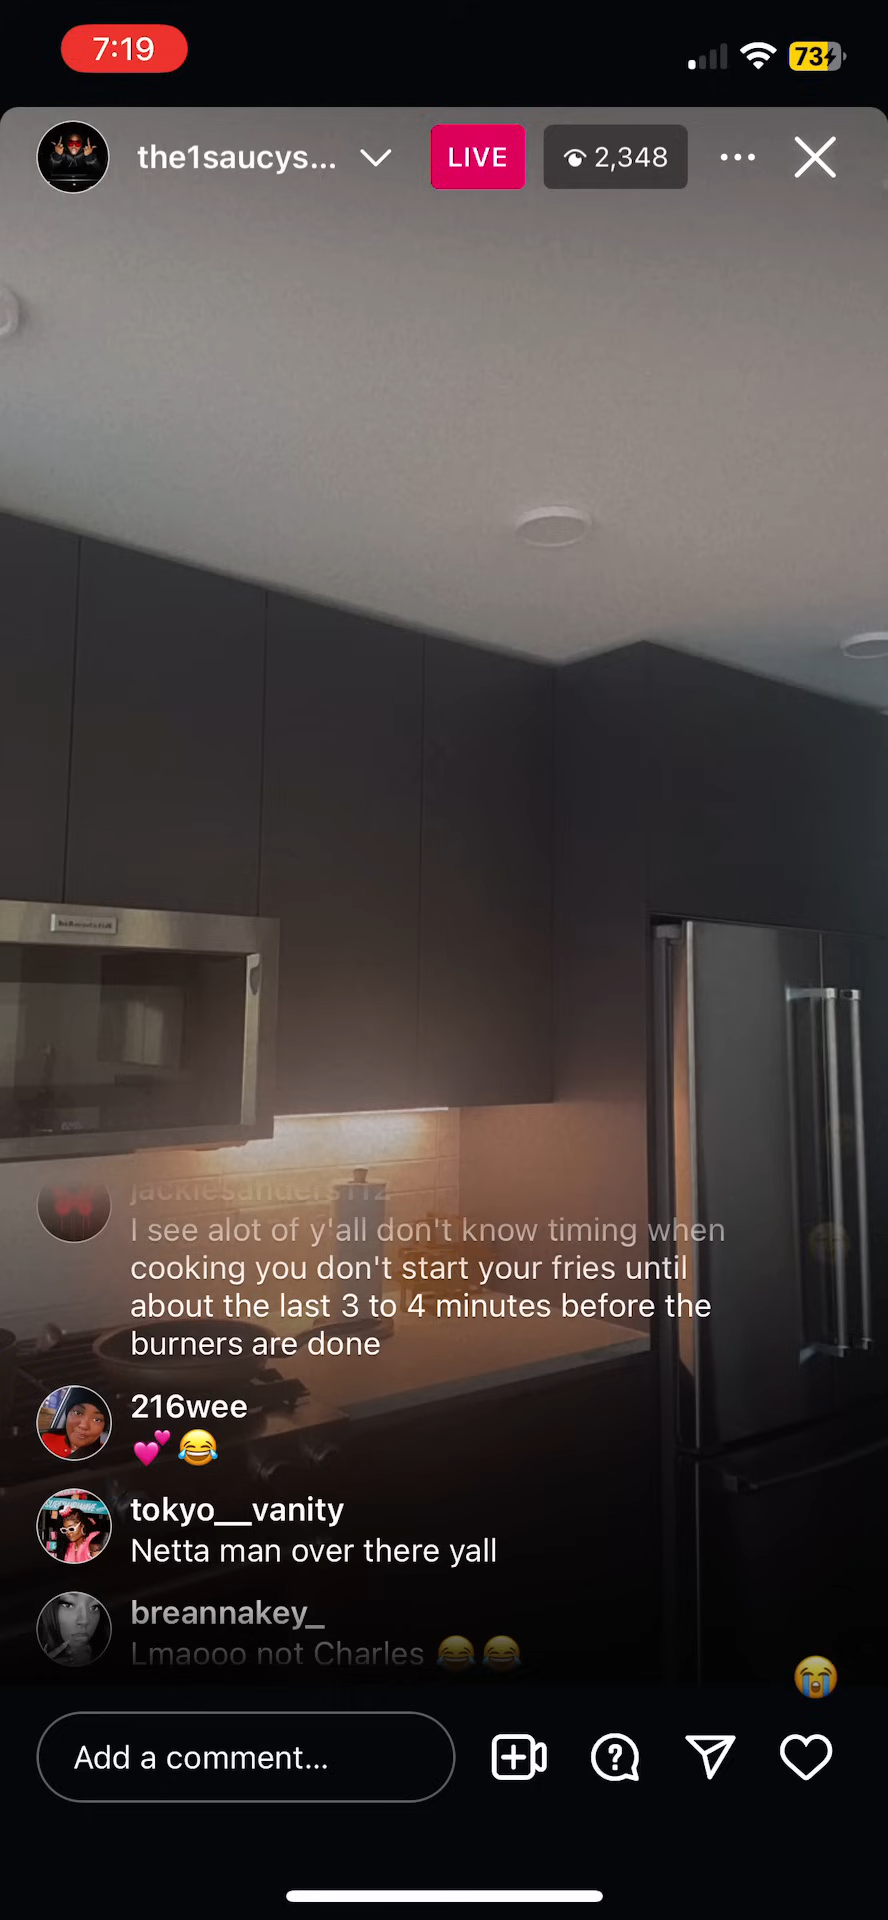 7:19
73
the1saucys...
LIVE
2,348
jackiesanders112
I see alot of y'all don't know timing when
cooking you don't start your fries until
about the last 3 to 4 minutes before the
burners are done
216wee
💕😂
tokyo__vanity
Netta man over there yall
breannakey_
Lmaooo not Charles 😂😂
Add a comment...